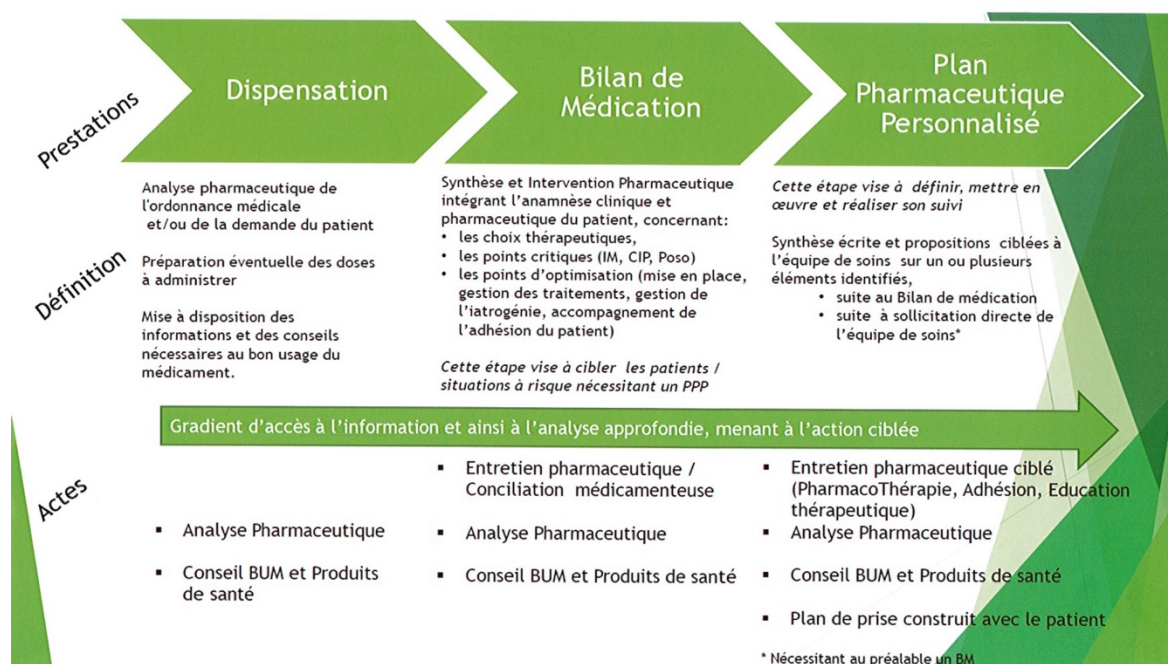 Prestations
Dispensation
Bilan de
Médication
Plan
Pharmaceutique
Personnalisé
Définition
Analyse pharmaceutique de
l'ordonnance médicale
et/ou de la demande du patient
Préparation éventuelle des doses
à administrer
Mise à disposition des
informations et des conseils
nécessaires au bon usage du
médicament.
Synthèse et Intervention Pharmaceutique
intégrant l'anamnèse clinique et
pharmaceutique du patient, concernant:
• les choix thérapeutiques,
• les points critiques (IM, CIP, Poso)
• les points d'optimisation (mise en place,
gestion des traitements, gestion de
l'iatrogénie, accompagnement de
l'adhésion du patient)
Cette étape vise à cibler les patients /
situations à risque nécessitant un PPP
Cette étape vise à définir, mettre en
œuvre et réaliser son suivi
Synthèse écrite et propositions ciblées à
l'équipe de soins sur un ou plusieurs
éléments identifiés,
• suite au Bilan de médication
• suite à sollicitation directe de
l'équipe de soins*
Gradient d'accès à l'information et ainsi à l'analyse approfondie, menant à l'action ciblée
Actes
▪ Analyse Pharmaceutique
▪ Conseil BUM et Produits
de santé
▪ Entretien pharmaceutique /
Conciliation médicamenteuse
▪ Analyse Pharmaceutique
▪ Conseil BUM et Produits de santé
▪ Entretien pharmaceutique ciblé
(PharmacoThérapie, Adhésion, Education
thérapeutique)
▪ Analyse Pharmaceutique
▪ Conseil BUM et Produits de santé
▪ Plan de prise construit avec le patient
* Nécessitant au préalable un BM